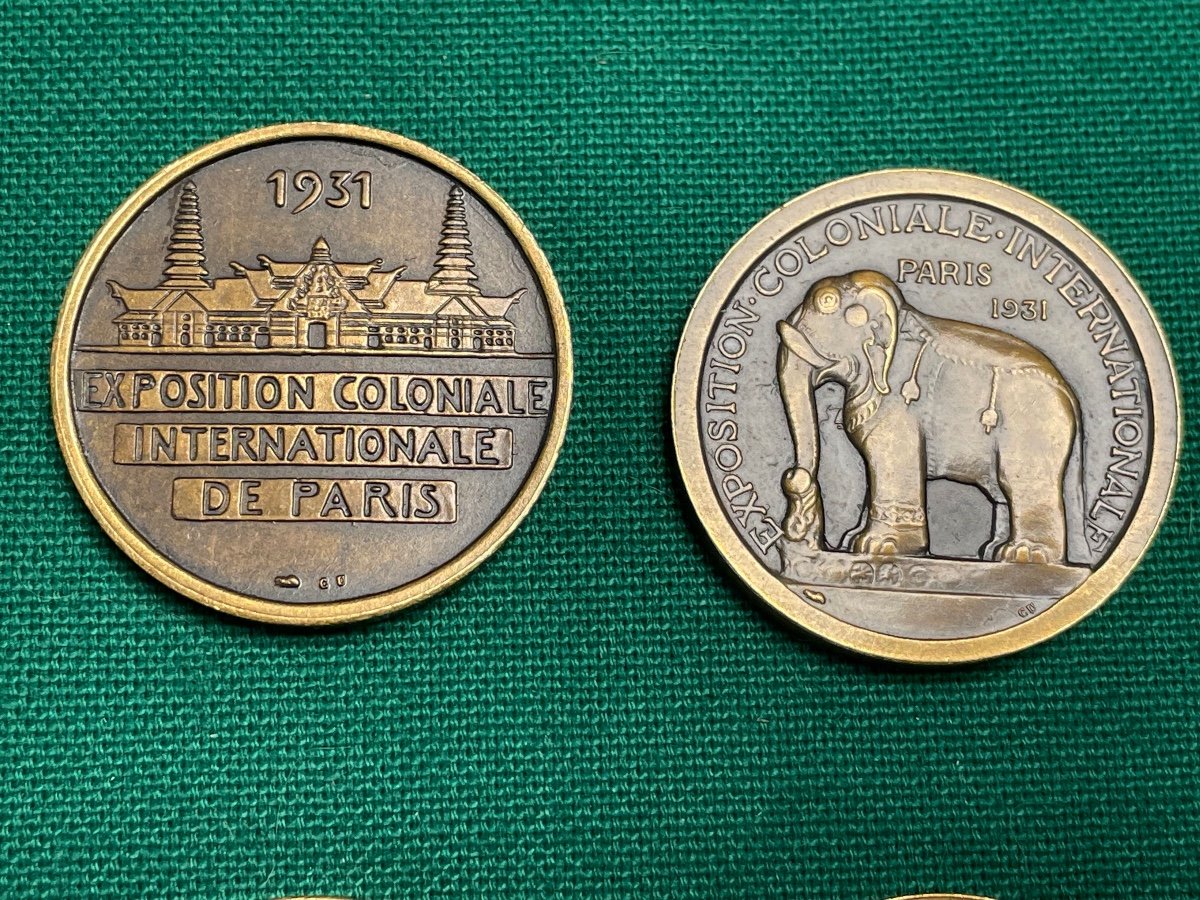 1931
EXPOSITION COLONIALE
INTERNATIONALE
DE PARIS
EXPOSITION·COLONIALE·INTERNATIONALE
PARIS
1931